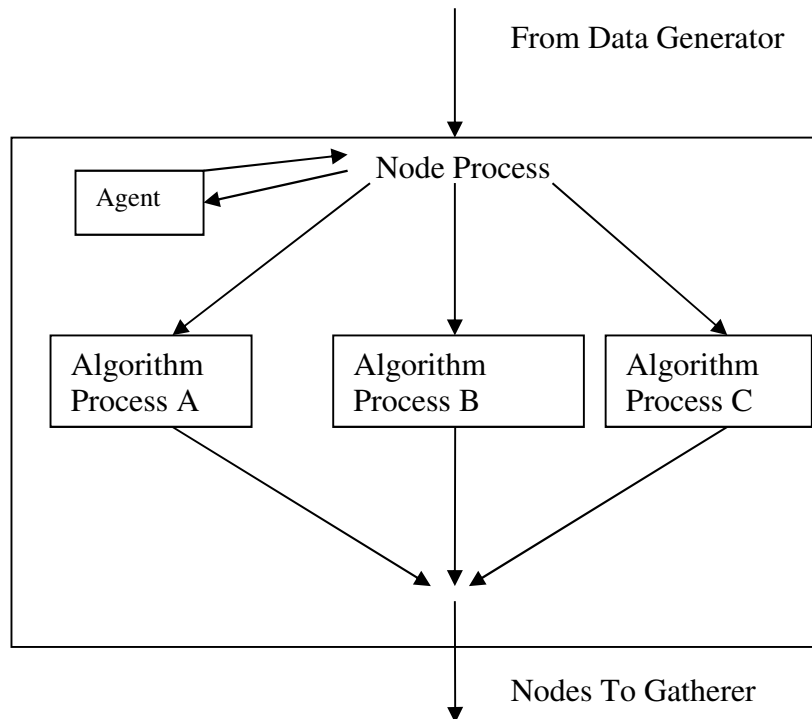 From Data Generator
Node Process
Agent
Algorithm
Process A
Algorithm
Process B
Algorithm
Process C
Nodes To Gatherer